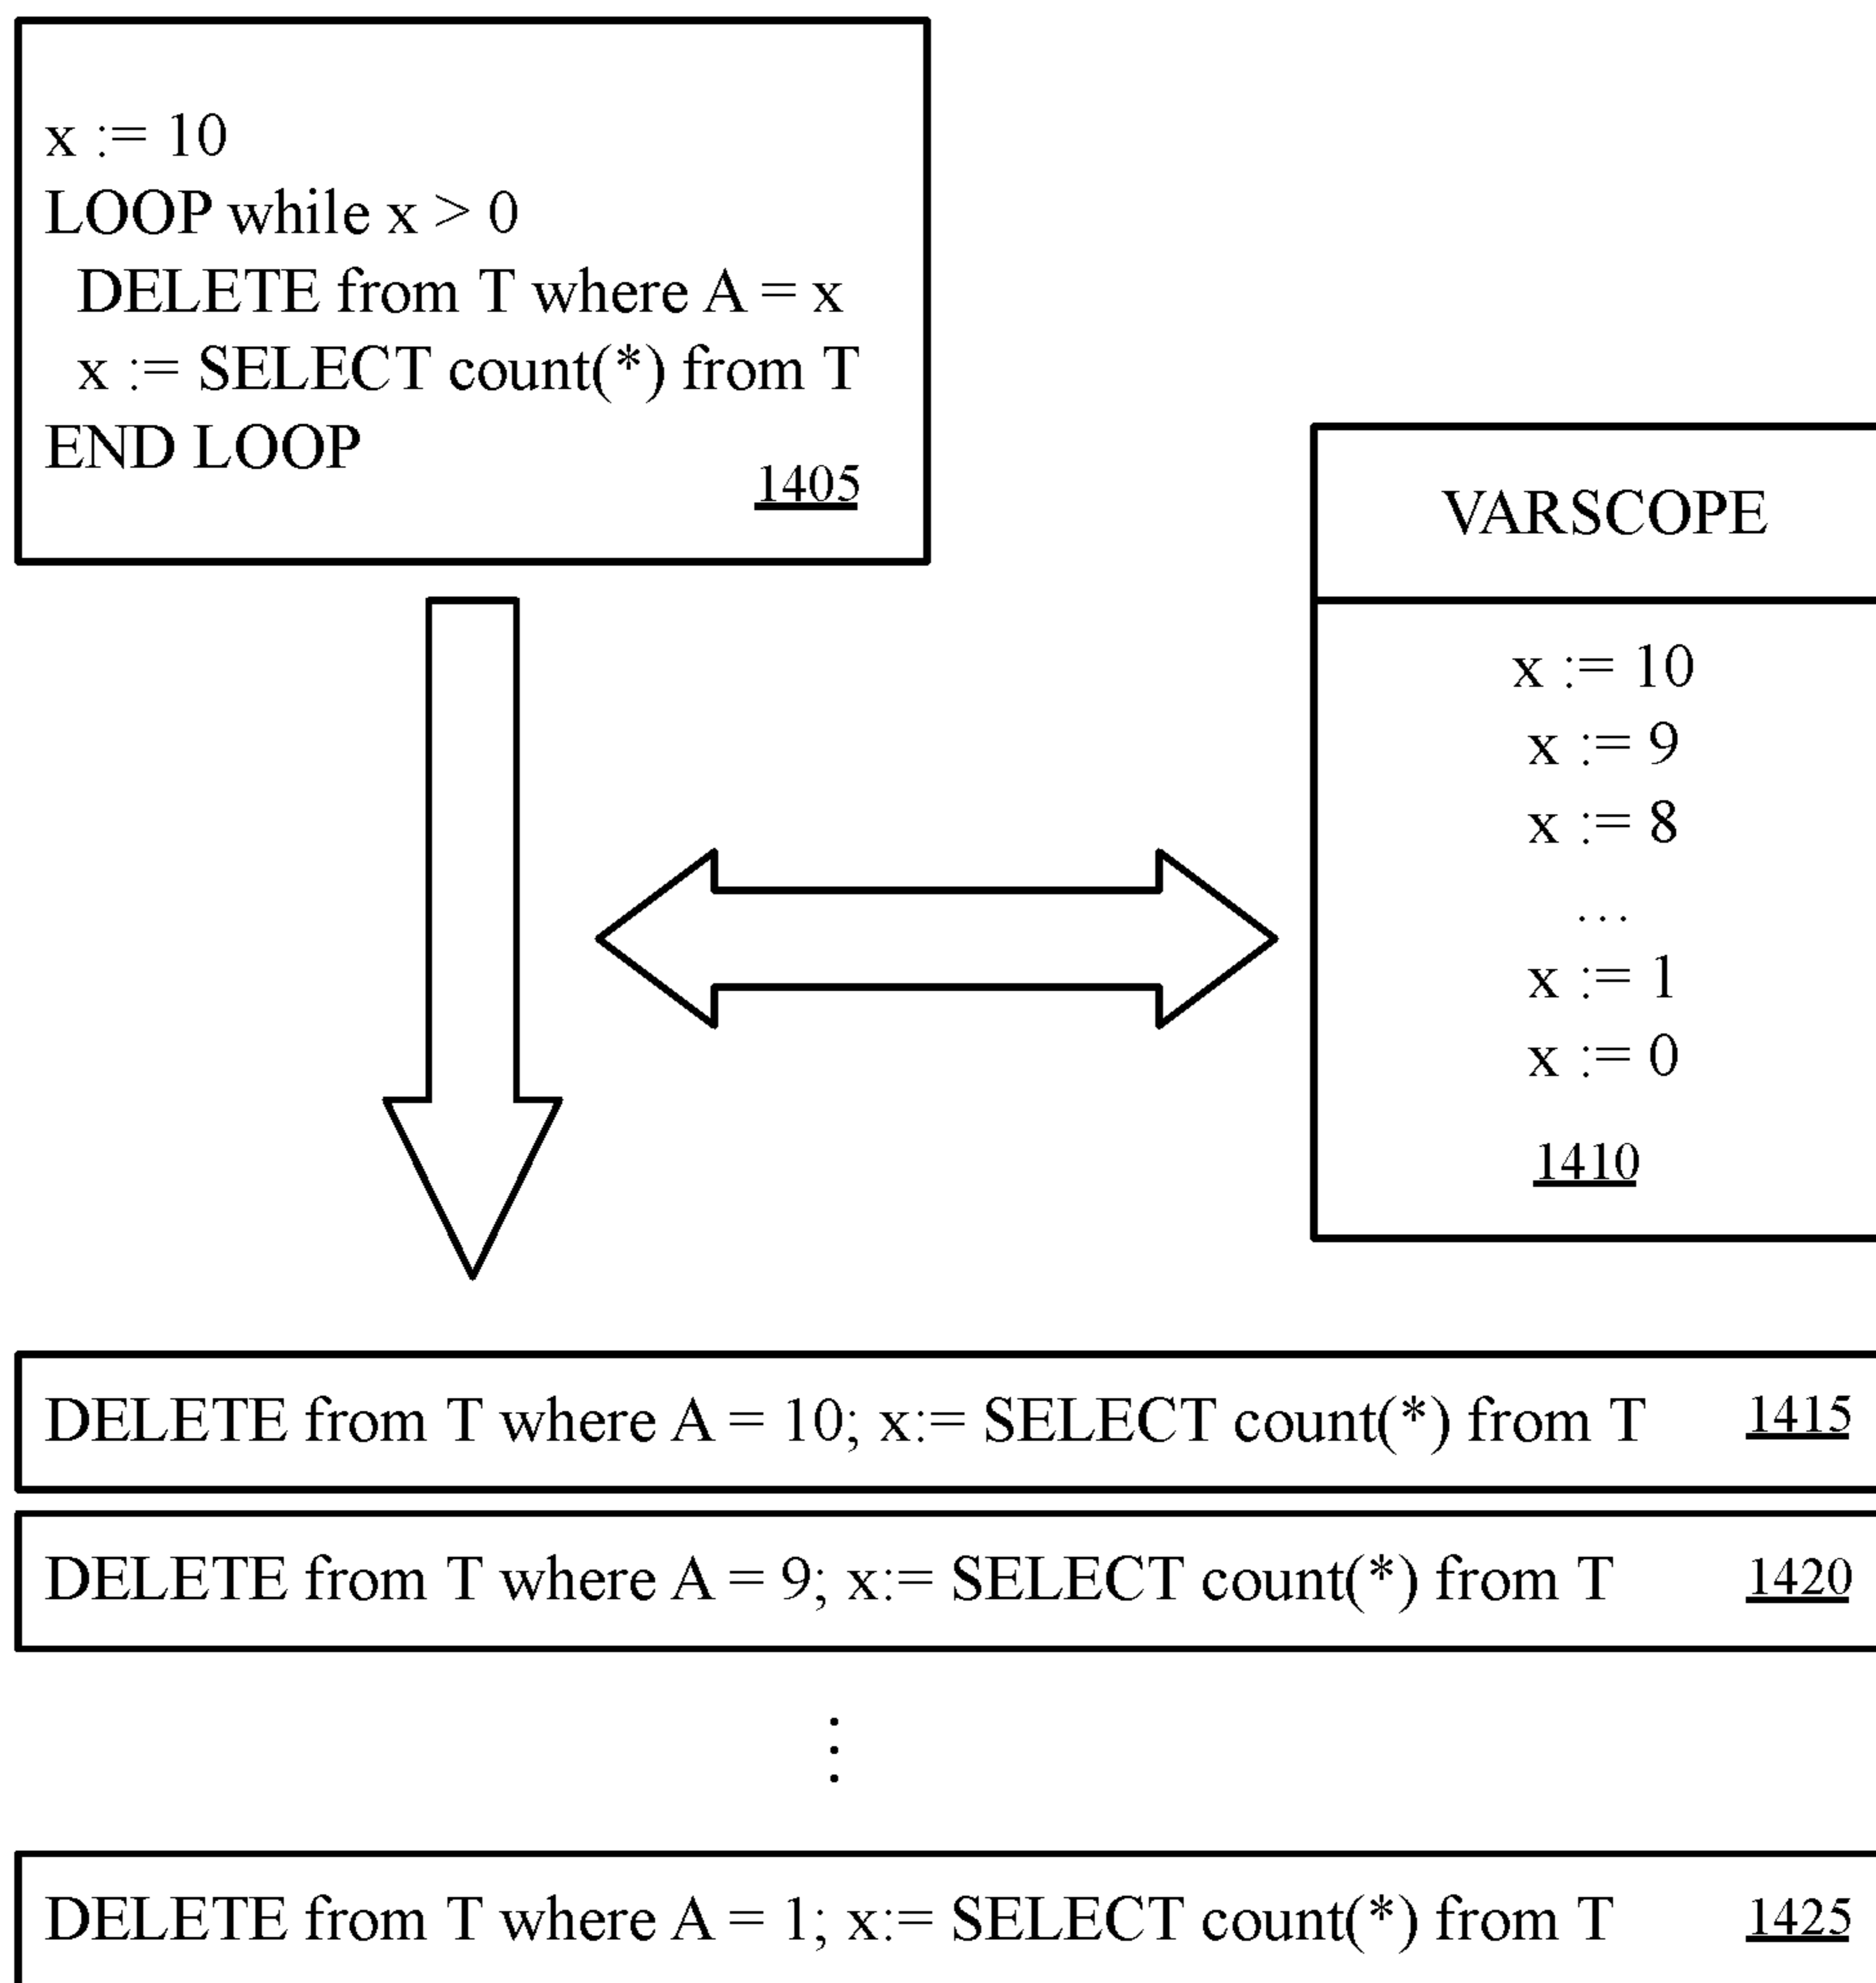 x := 10
LOOP while x > 0
DELETE from T where A = x
x := SELECT count(*) from T
END LOOP
1405
VARSCOPE
x := 10
x := 9
x := 8
...
x := 1
x := 0
1410
DELETE from T where A = 10; x:= SELECT count(*) from T 1415
DELETE from T where A = 9; x:= SELECT count(*) from T 1420
⋮
DELETE from T where A = 1; x:= SELECT count(*) from T 1425